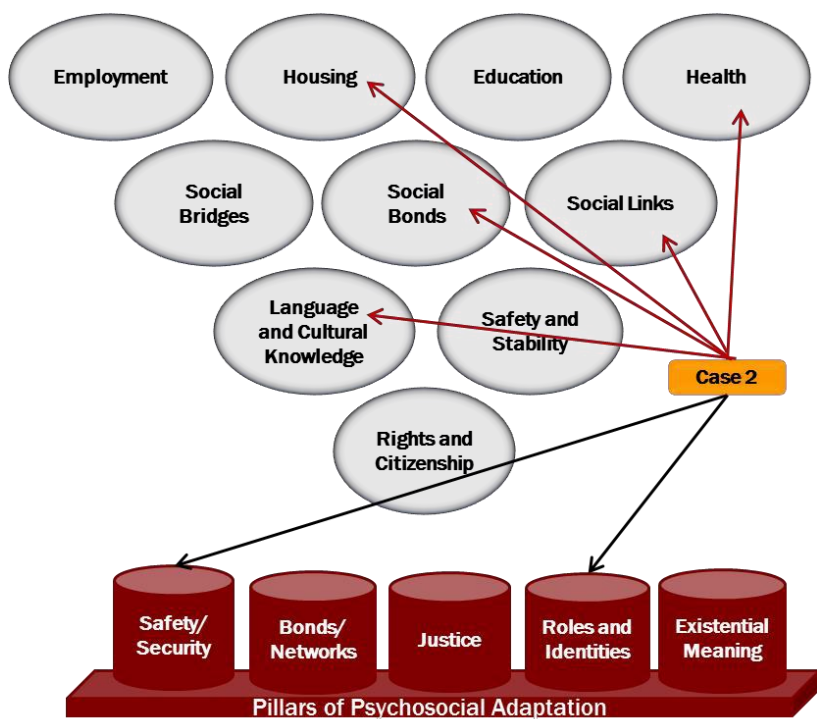 Employment
Housing
Education
Health
Social
Bridges
Social
Bonds
Social Links
Language
and Cultural
Knowledge
Safety and
Stability
Case 2
Rights and
Citizenship
Safety/
Security
Bonds/
Networks
Justice
Roles and
Identities
Existential
Meaning
Pillars of Psychosocial Adaptation